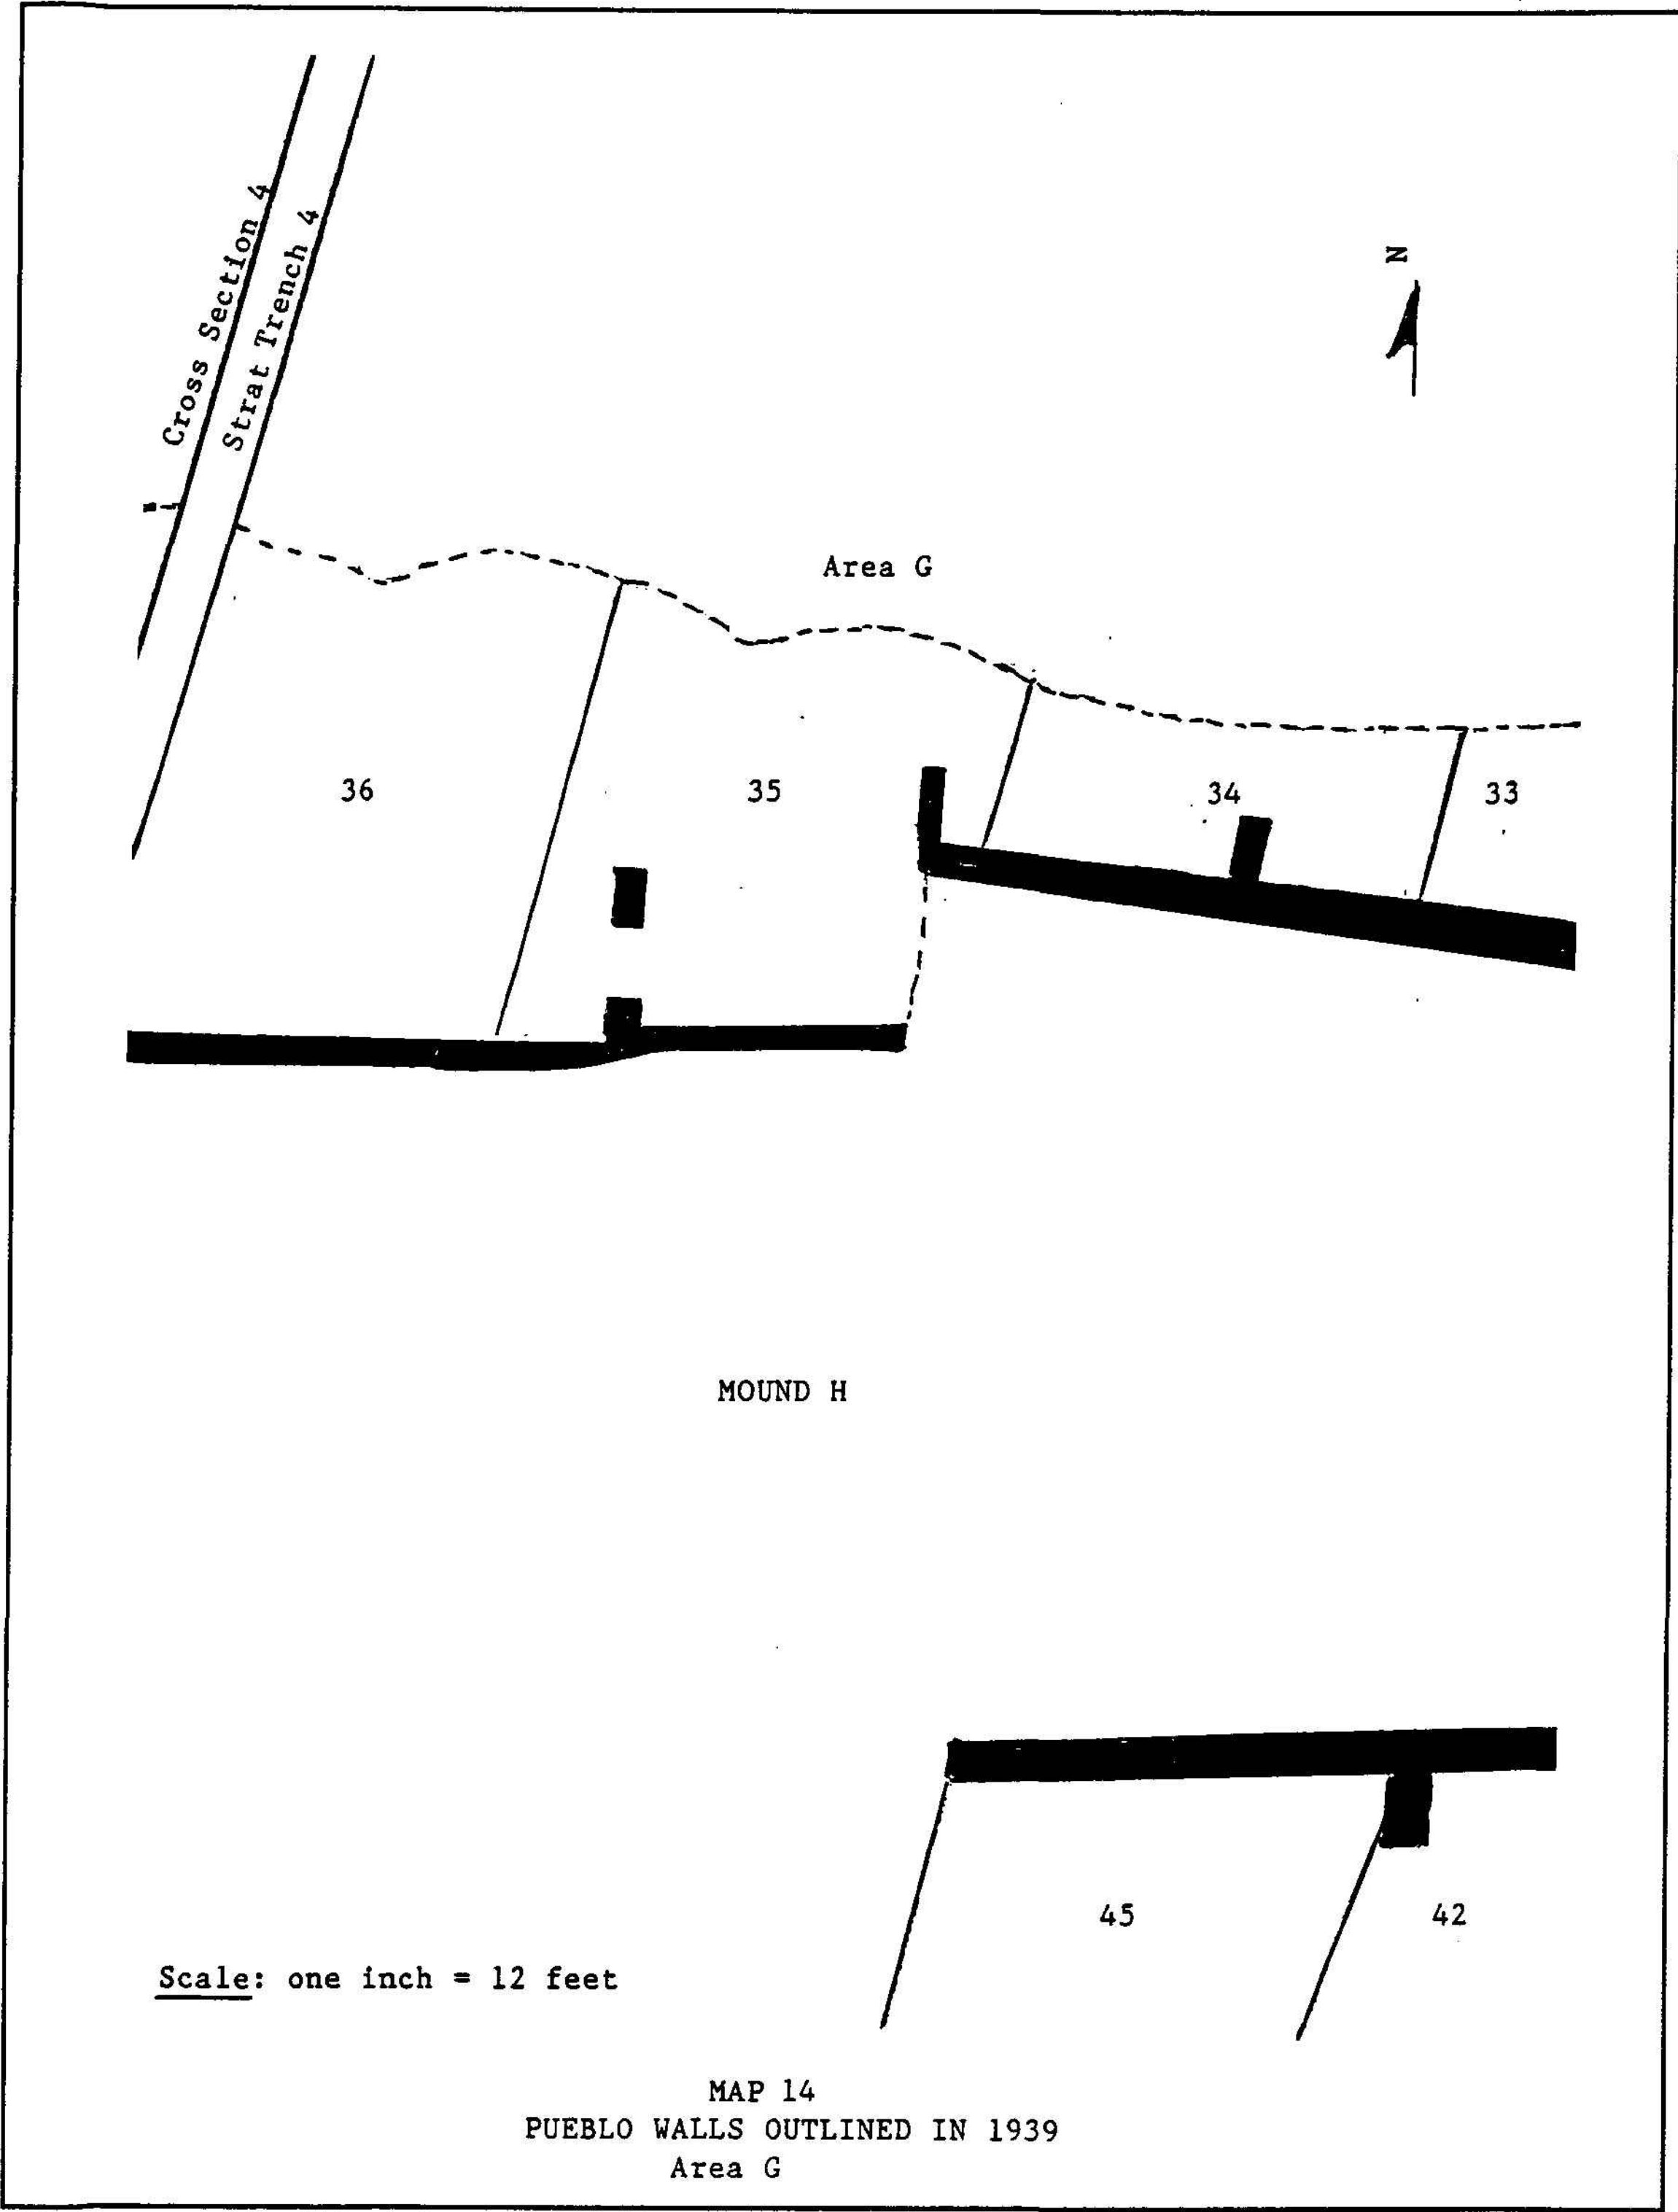 Cross Section 4
Strat Trench 4
N
Area G
36
35
34
33
MOUND H
45
42
Scale: one inch = 12 feet
MAP 14
PUEBLO WALLS OUTLINED IN 1939
Area G